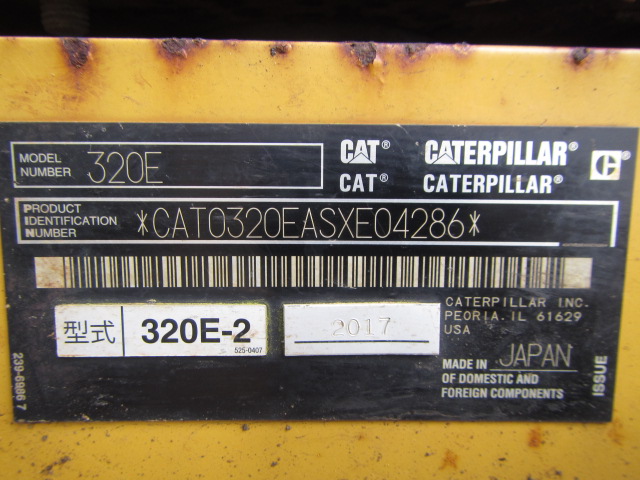 MODEL NUMBER 320E
CAT® CATERPILLAR® C®
CAT® CATERPILLAR®
PRODUCT IDENTIFICATION NUMBER *CAT0320EASXE04286*
型式 320E-2
525-0407
2017
CATERPILLAR INC.
PEORIA, IL 61629
USA
MADE IN JAPAN
OF DOMESTIC AND
FOREIGN COMPONENTS
239-6986 7
ISSUE